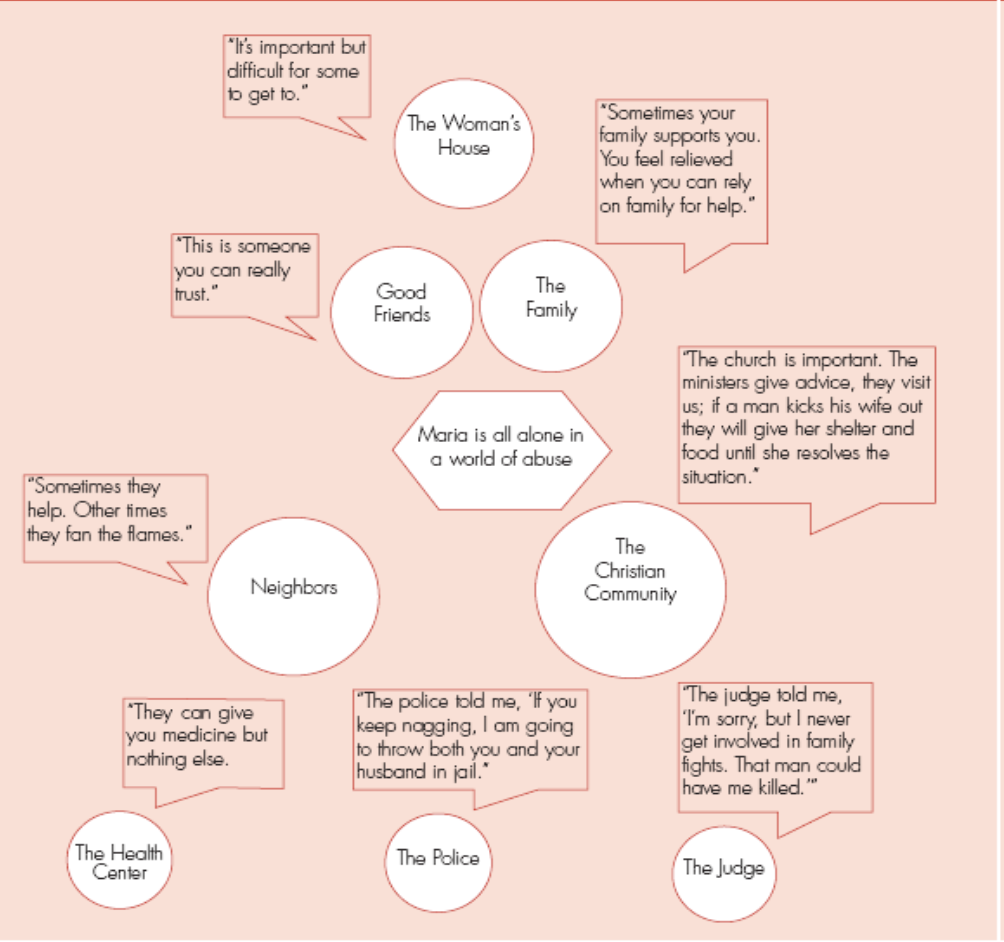 "It's important but
difficult for some
to get to."
The Woman's
House
"Sometimes your
family supports you.
You feel relieved
when you can rely
on family for help."
"This is someone
you can really
trust."
Good
Friends
The
Family
"The church is important. The
ministers give advice, they visit
us; if a man kicks his wife out
they will give her shelter and
food until she resolves the
situation."
Maria is all alone in
a world of abuse
"Sometimes they
help. Other times
they fan the flames."
Neighbors
The
Christian
Community
"They can give
you medicine but
nothing else.
"The police told me, 'If you
keep nagging, I am going
to throw both you and your
husband in jail."
"The judge told me,
'I'm sorry, but I never
get involved in family
fights. That man could
have me killed.'"
The Health
Center
The Police
The Judge